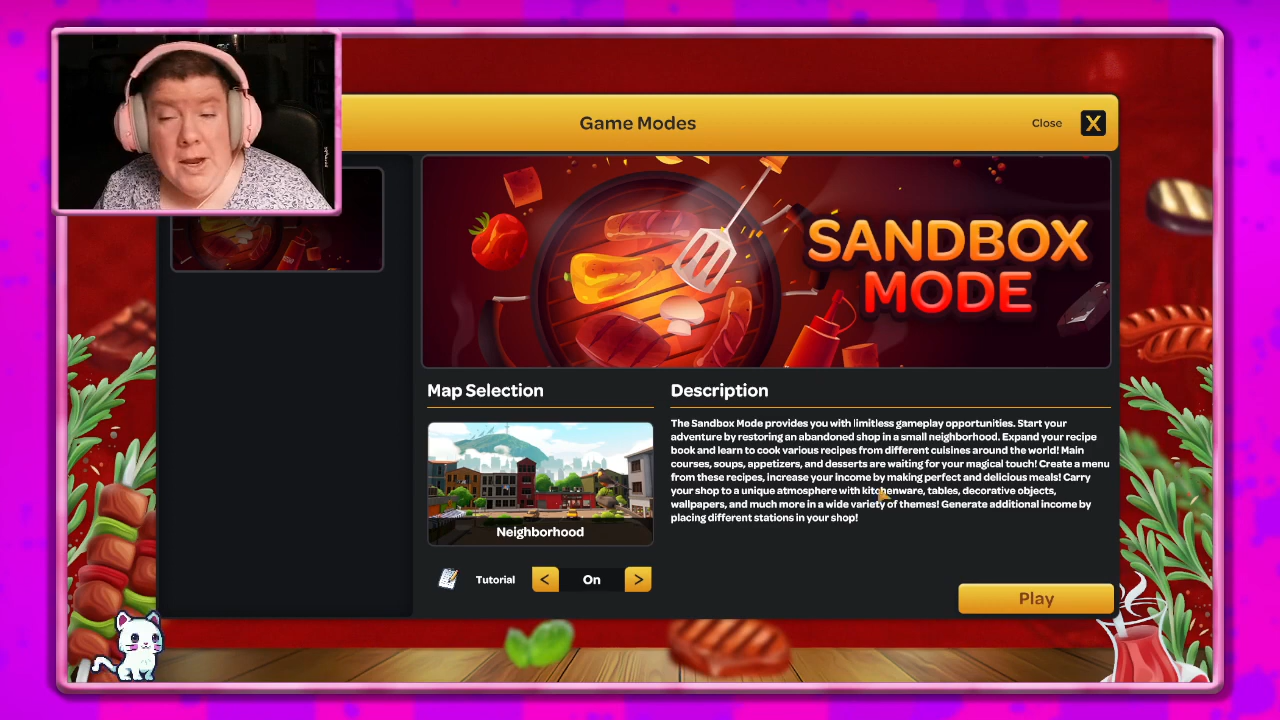 Game Modes
Close
X
SANDBOX
MODE
Map Selection
Description
The Sandbox Mode provides you with limitless gameplay opportunities. Start your
adventure by restoring an abandoned shop in a small neighborhood. Expand your recipe
book and learn to cook various recipes from different cuisines around the world! Main
courses, soups, appetizers, and desserts are waiting for your magical touch! Create a menu
from these recipes, increase your income by making perfect and delicious meals! Carry
your shop to a unique atmosphere with kitchenware, tables, decorative objects,
wallpapers, and much more in a wide variety of themes! Generate additional income by
placing different stations in your shop!
Neighborhood
Tutorial
<
On
>
Play